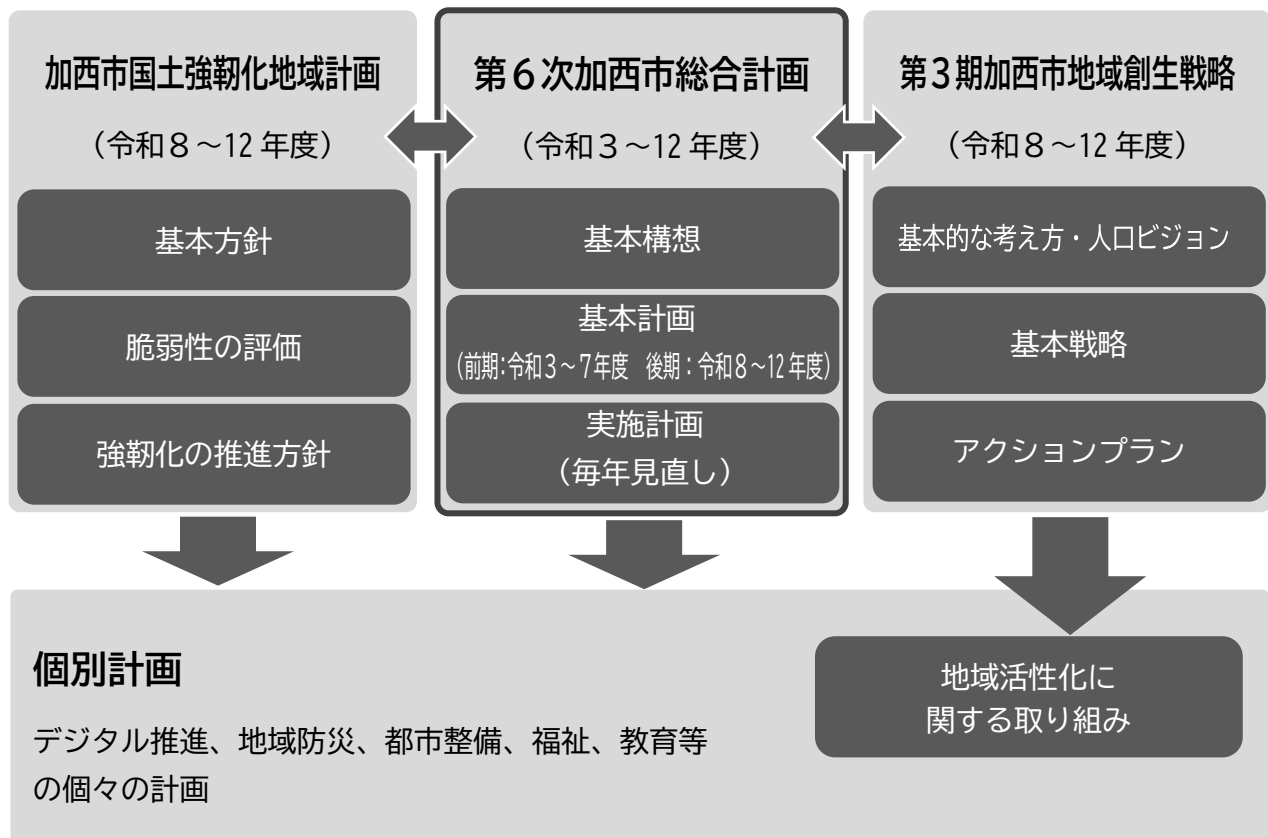 加西市国土強靭化地域計画
（令和８～12 年度）
基本方針
脆弱性の評価
強靭化の推進方針
第６次加西市総合計画
（令和３～12 年度）
基本構想
基本計画
(前期:令和３～７年度　後期：令和８～12 年度)
実施計画
（毎年見直し）
第３期加西市地域創生戦略
（令和８～12 年度）
基本的な考え方・人口ビジョン
基本戦略
アクションプラン
個別計画
デジタル推進、地域防災、都市整備、福祉、教育等
の個々の計画
地域活性化に
関する取り組み